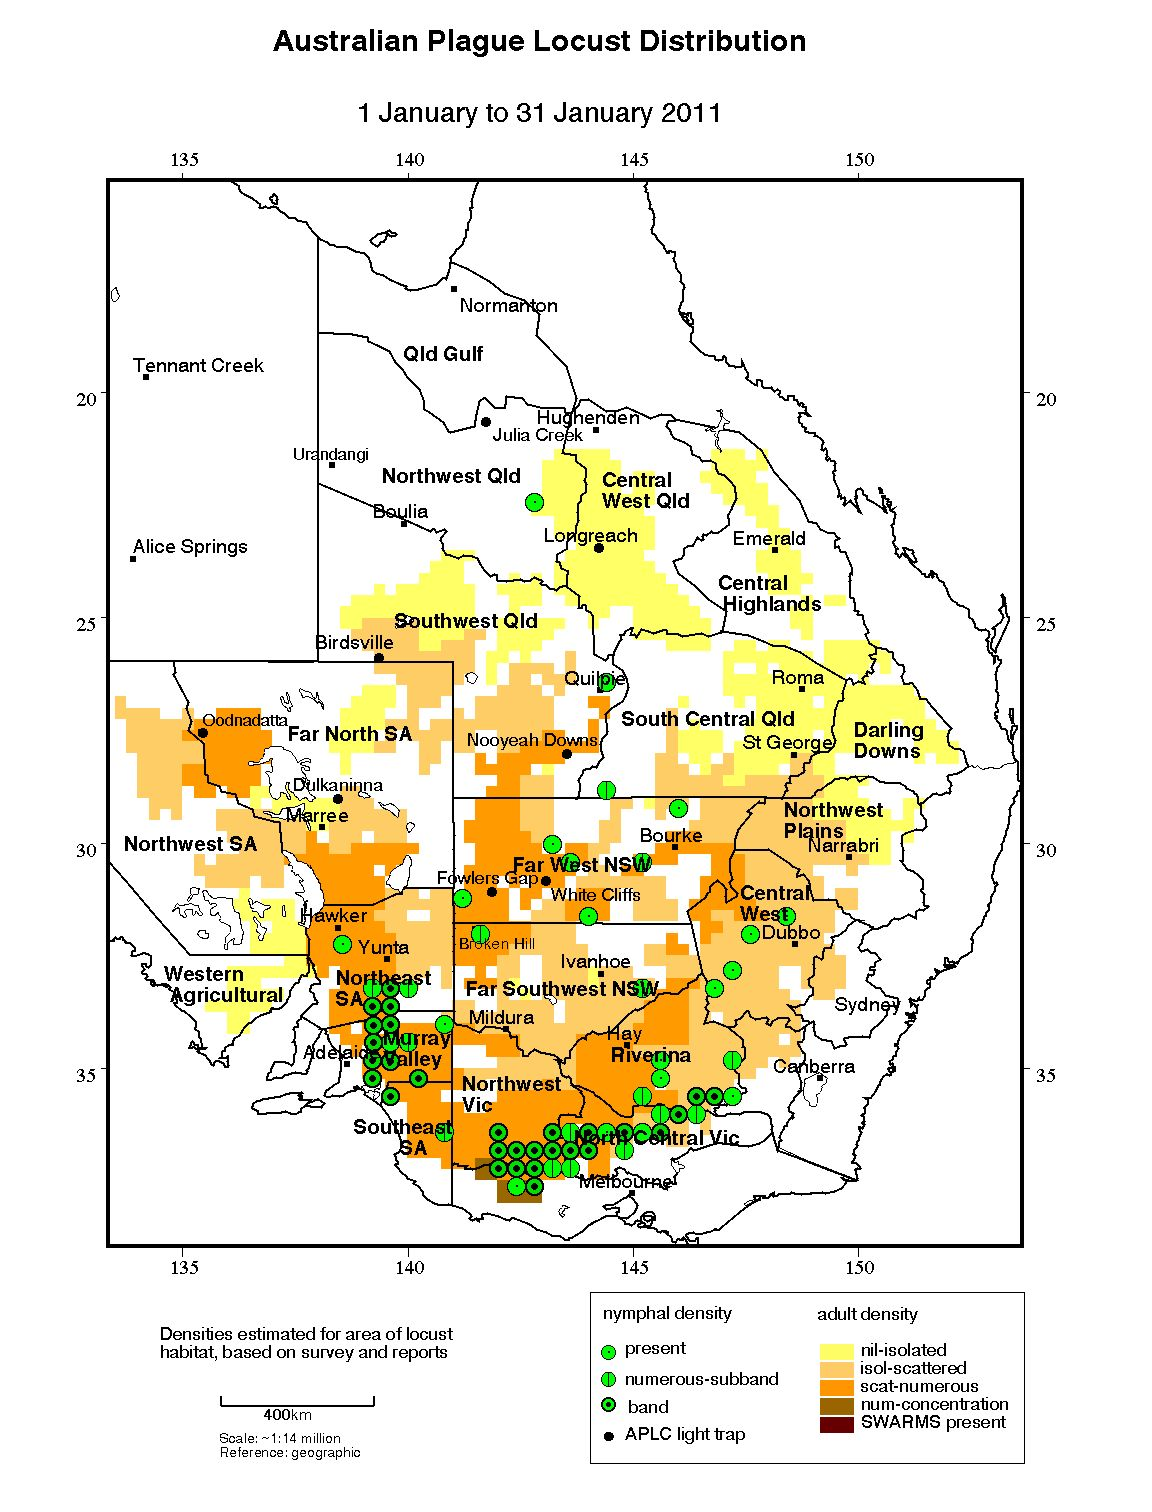 Australian Plague Locust Distribution
1 January to 31 January 2011
135 140 145 150
Normanton
Qld Gulf
Tennant Creek
20 20
Hughenden
Julia Creek
Urandangi
Northwest Qld
Central
West Qld
Boulia
Longreach
Emerald
Alice Springs
Central
Highlands
25 25
Southwest Qld
Birdsville
Quilpie
Roma
Oodnadatta
Far North SA
South Central Qld
Darling
Downs
Nooyeah Downs
St George
Dulkaninna
Marree
Northwest
Plains
Bourke
Narrabri
Northwest SA
30 30
Far West NSW
Fowlers Gap
White Cliffs
Central
West
Hawker
Dubbo
Yunta
Broken Hill
Ivanhoe
Western
Agricultural
Northeast
SA
Far Southwest NSW
Sydney
Mildura
Hay
Murray
Valley
Adelaide
Riverina
Canberra
35 35
Northwest
Vic
Southeast
SA
North Central Vic
Melbourne
135 140 145 150
Densities estimated for area of locust
habitat, based on survey and reports
400km
Scale: ~1:14 million
Reference: geographic
nymphal density
present
numerous-subband
band
APLC light trap
adult density
nil-isolated
isol-scattered
scat-numerous
num-concentration
SWARMS present